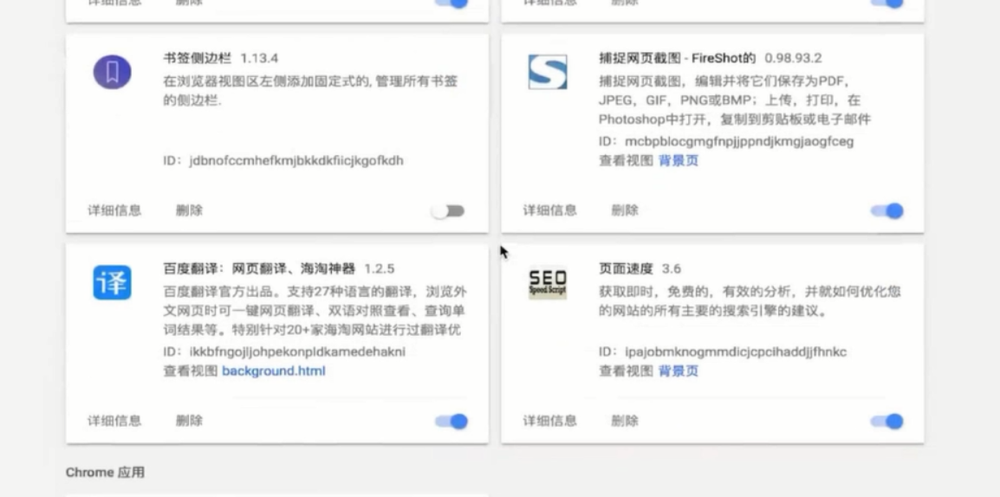 详细信息 删除
详细信息 删除
书签侧边栏 1.13.4
在浏览器视图区左侧添加固定式的, 管理所有书签
的侧边栏.
ID: jdbnofccmhefkmjbkkdkfiicjkgofkdh
详细信息 删除
捕捉网页截图 - FireShot的 0.98.93.2
捕捉网页截图，编辑并将它们保存为PDF，
JPEG，GIF，PNG或BMP；上传，打印，在
Photoshop中打开，复制到剪贴板或电子邮件
ID: mcbpblocgmgfnpjjppndjkmgjaogfceg
查看视图 背景页
详细信息 删除
译
百度翻译：网页翻译、海淘神器 1.2.5
百度翻译官方出品。支持27种语言的翻译，浏览外
文网页时可一键网页翻译、双语对照查看、查询单
词结果等。特别针对20+家海淘网站进行过翻译优
ID: ikkbfngojljohpekonpldkamedehakni
查看视图 background.html
详细信息 删除
SEO
Speed Script
页面速度 3.6
获取即时，免费的，有效的分析，并就如何优化您
的网站的所有主要的搜索引擎的建议。
ID: ipajobmknogmmdicjcpcihaddjjfhnkc
查看视图 背景页
详细信息 删除
Chrome 应用